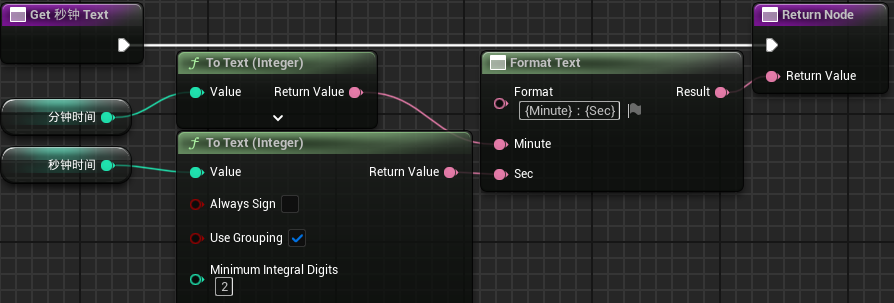 Get 秒钟 Text
Return Node
Return Value
To Text (Integer)
Value
Return Value
Format Text
Format
{Minute} : {Sec}
Result
Minute
Sec
分钟时间
To Text (Integer)
Value
Return Value
秒钟时间
Always Sign
Use Grouping
Minimum Integral Digits
2